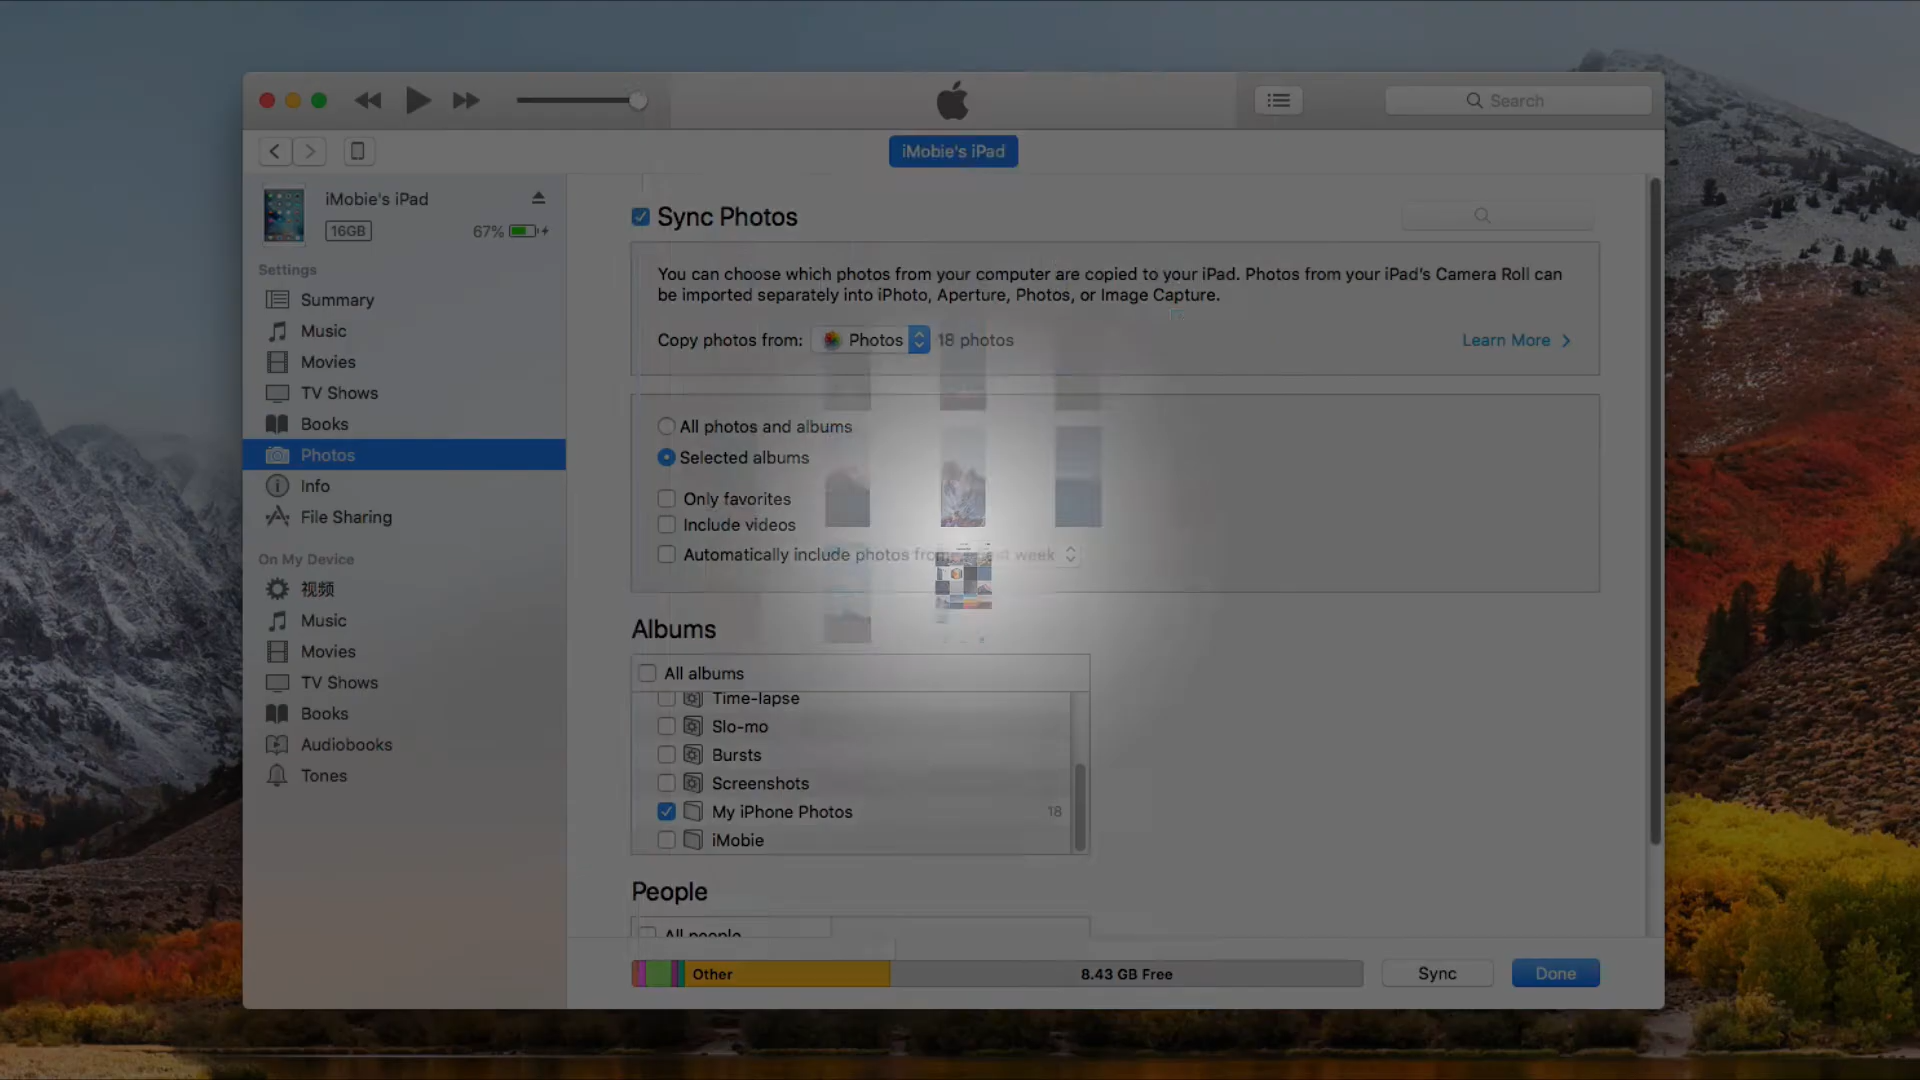 Search
iMobie's iPad
iMobie's iPad
16GB
67%
Settings
Summary
Music
Movies
TV Shows
Books
Photos
Info
File Sharing
On My Device
视频
Music
Movies
TV Shows
Books
Audiobooks
Tones
Sync Photos
You can choose which photos from your computer are copied to your iPad. Photos from your iPad's Camera Roll can
be imported separately into iPhoto, Aperture, Photos, or Image Capture.
Copy photos from: Photos 18 photos
Learn More
All photos and albums
Selected albums
Only favorites
Include videos
Automatically include photos from week
Albums
All albums
Time-lapse
Slo-mo
Bursts
Screenshots
My iPhone Photos 18
iMobie
People
All people
Other
8.43 GB Free
Sync
Done